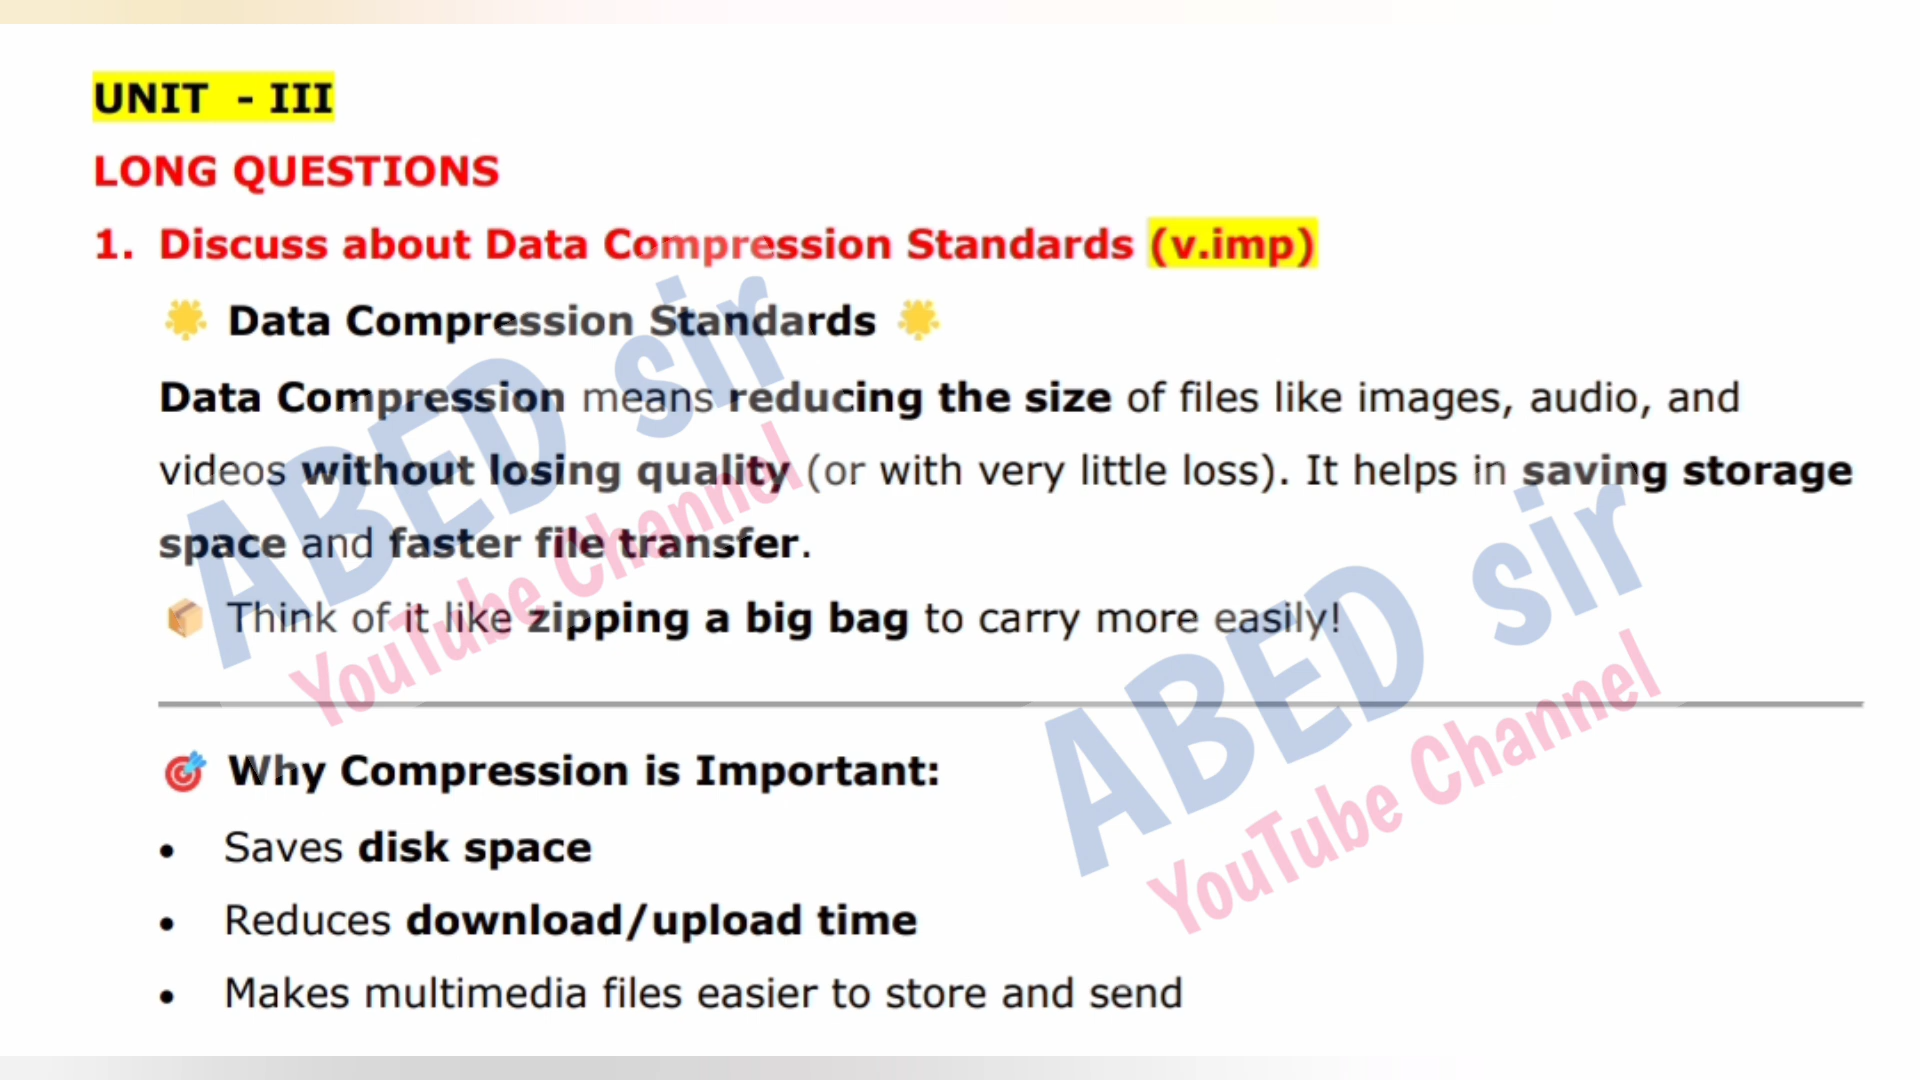 UNIT - III
LONG QUESTIONS
1. Discuss about Data Compression Standards (v.imp)
🌟 Data Compression Standards 🌟
Data Compression means reducing the size of files like images, audio, and
videos without losing quality (or with very little loss). It helps in saving storage
space and faster file transfer.
📦 Think of it like zipping a big bag to carry more easily!
🎯 Why Compression is Important:
• Saves disk space
• Reduces download/upload time
• Makes multimedia files easier to store and send
ABED sir
YouTube Channel
ABED sir
YouTube Channel